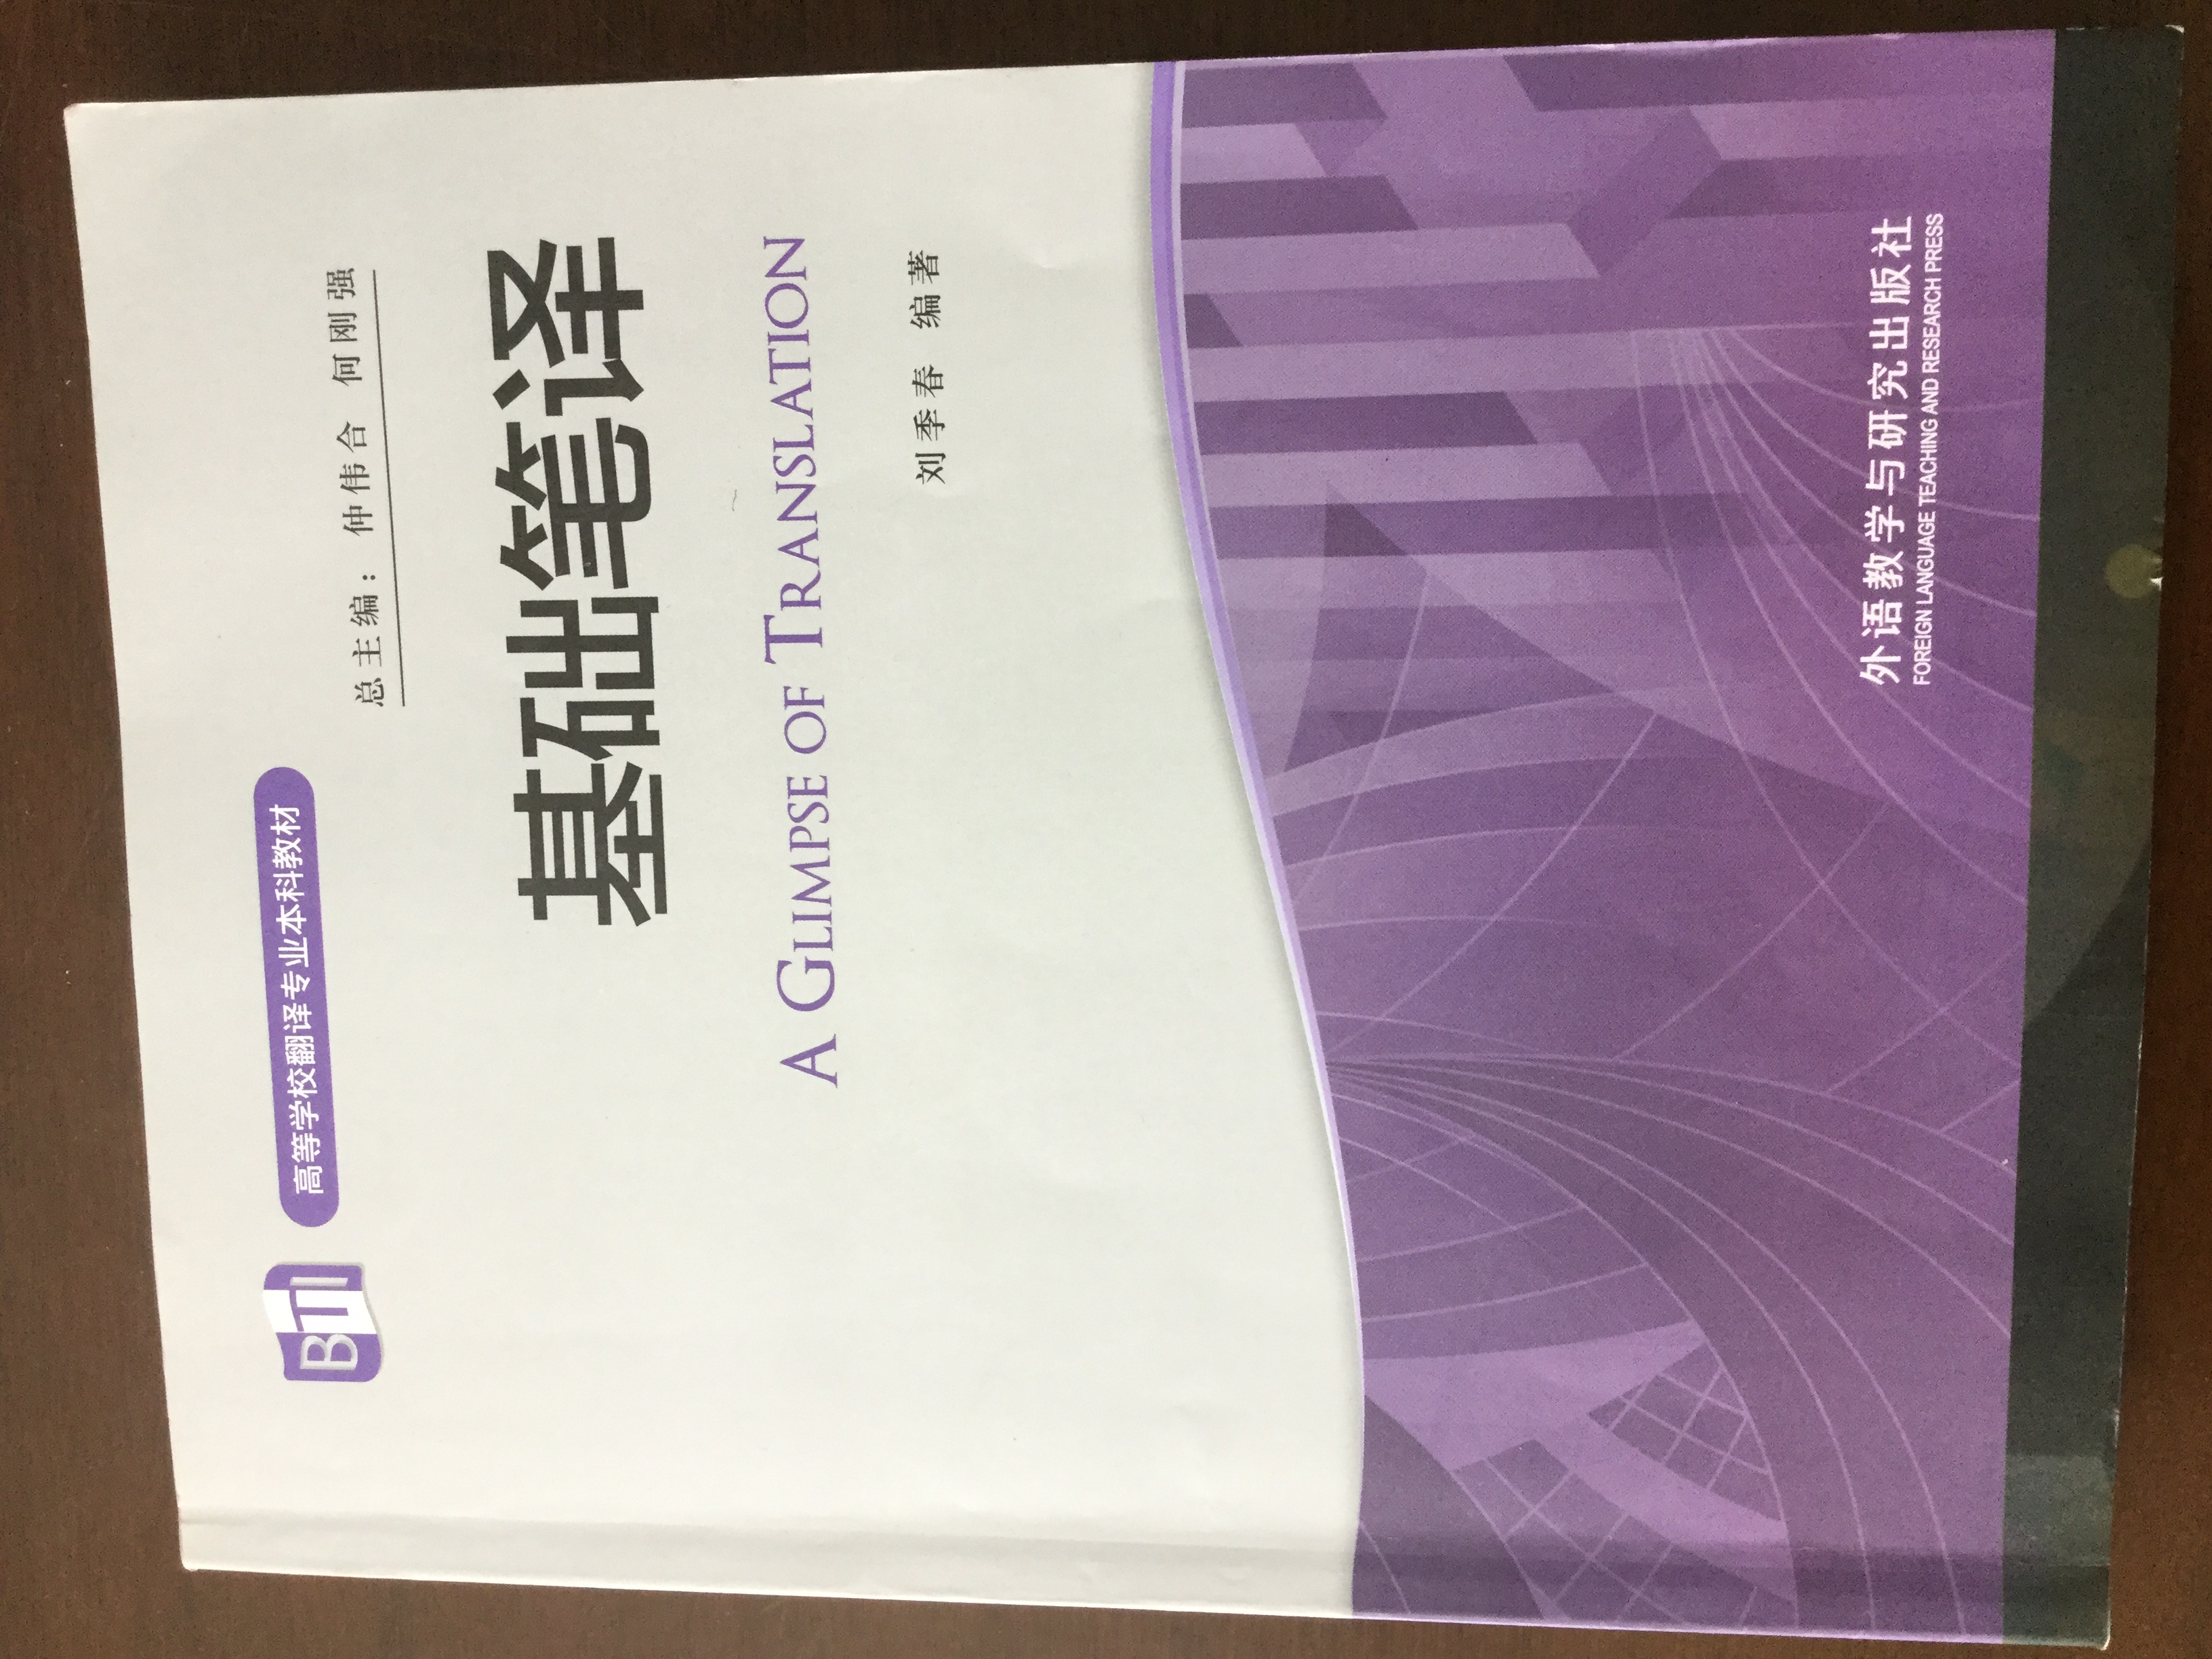 BTI
高等学校翻译专业本科教材
总主编：仲伟合 何刚强
基础笔译
A GLIMPSE OF TRANSLATION
刘季春 编著
外语教学与研究出版社
FOREIGN LANGUAGE TEACHING AND RESEARCH PRESS